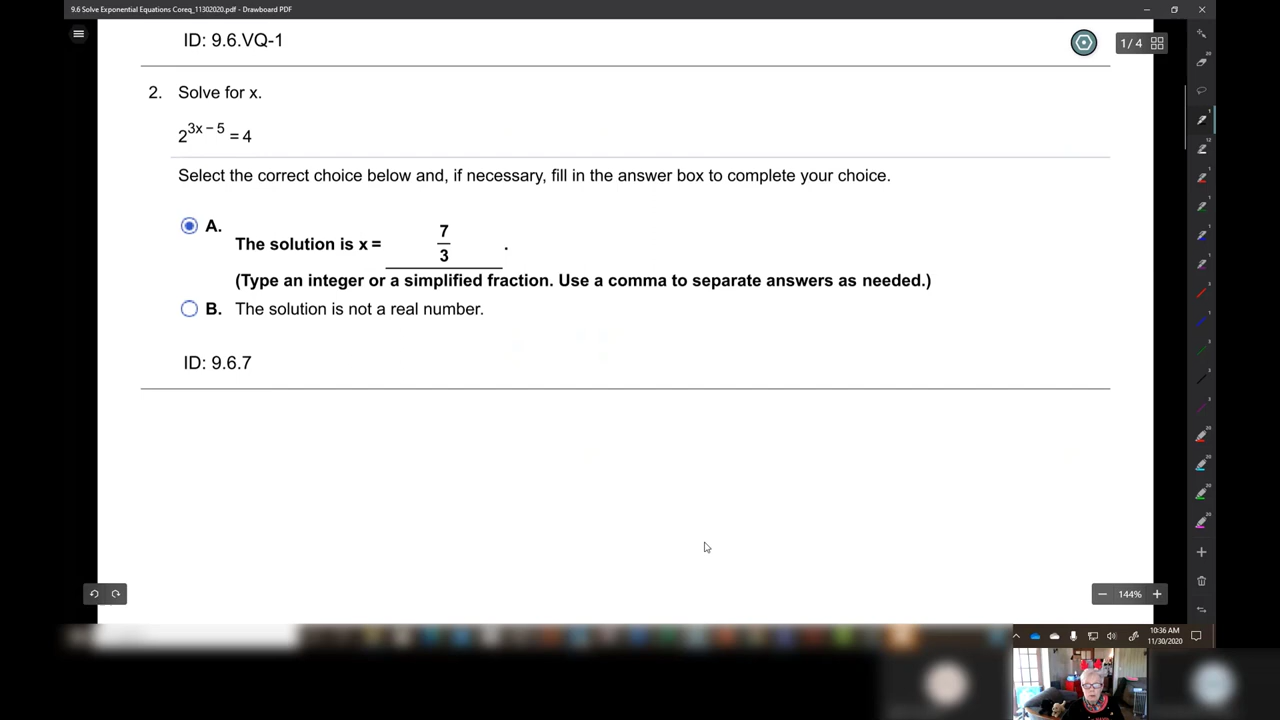 9.6 Solve Exponential Equations Coreq_11302020.pdf - Drawboard PDF
ID: 9.6.VQ-1
1 / 4
2. Solve for x.
2^{3x – 5} = 4
Select the correct choice below and, if necessary, fill in the answer box to complete your choice.
A.
The solution is x = 7/3 .
(Type an integer or a simplified fraction. Use a comma to separate answers as needed.)
B. The solution is not a real number.
ID: 9.6.7
144%
10:36 AM
11/30/2020